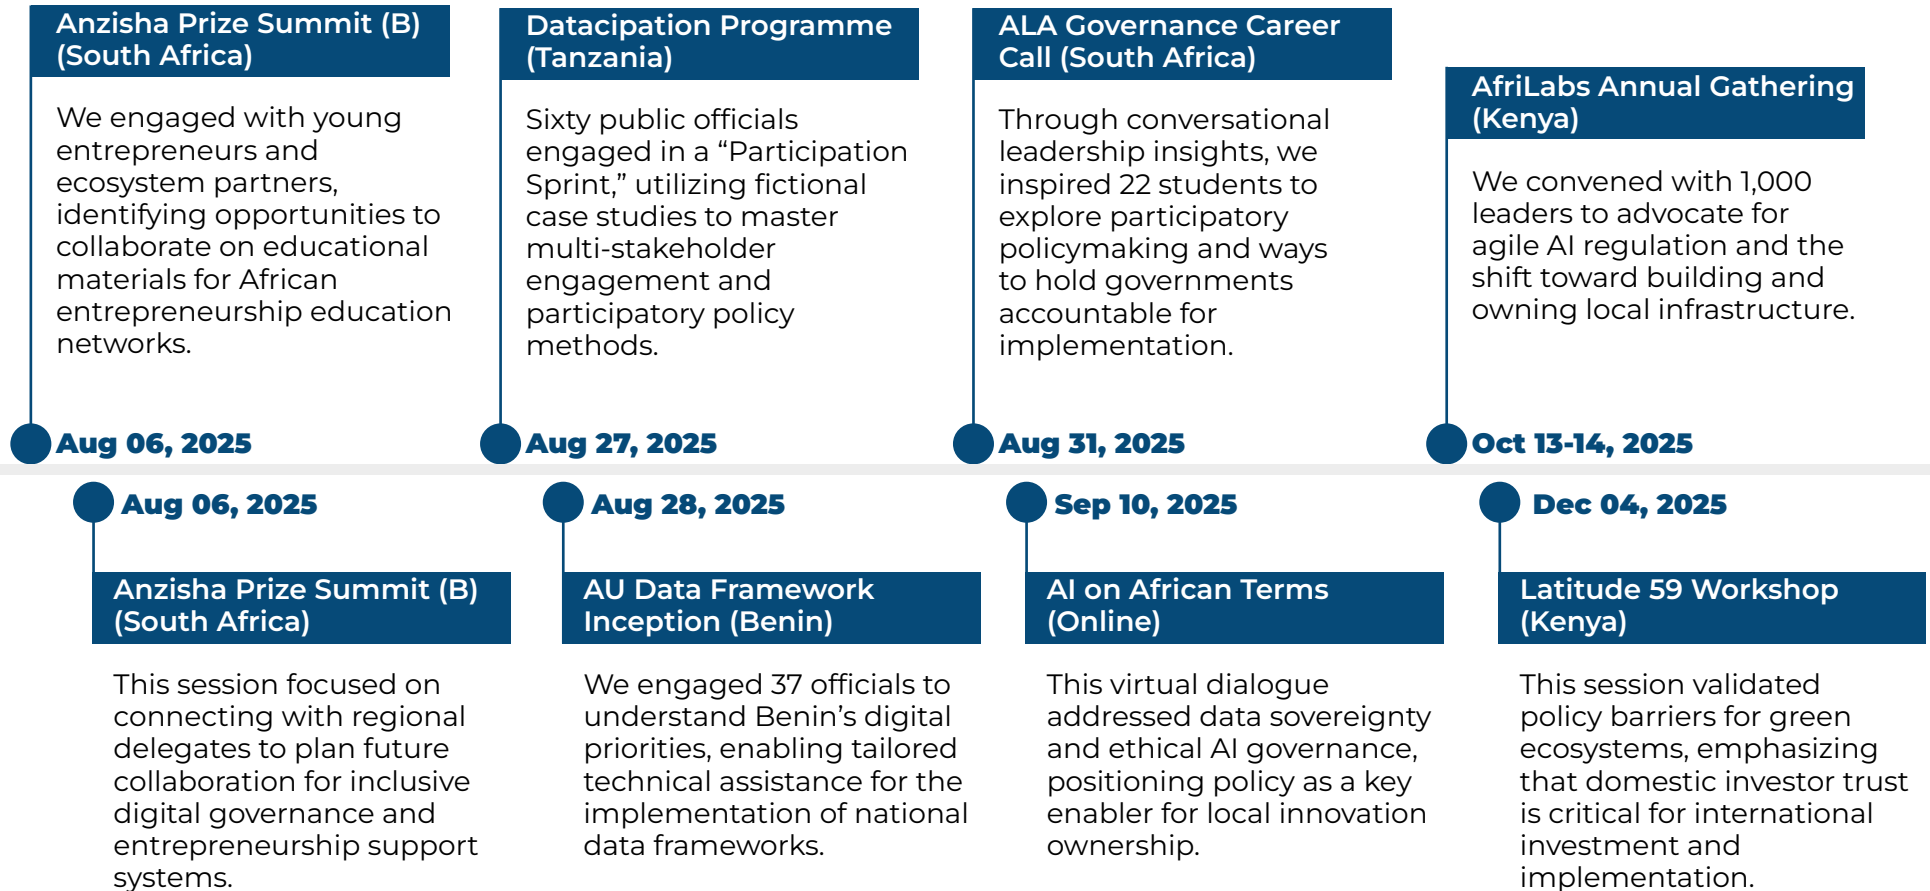 Anzisha Prize Summit (B)
(South Africa)
We engaged with young
entrepreneurs and
ecosystem partners,
identifying opportunities to
collaborate on educational
materials for African
entrepreneurship education
networks.
Aug 06, 2025
Datacipation Programme
(Tanzania)
Sixty public officials
engaged in a “Participation
Sprint,” utilizing fictional
case studies to master
multi-stakeholder
engagement and
participatory policy
methods.
Aug 27, 2025
ALA Governance Career
Call (South Africa)
Through conversational
leadership insights, we
inspired 22 students to
explore participatory
policymaking and ways
to hold governments
accountable for
implementation.
Aug 31, 2025
AfriLabs Annual Gathering
(Kenya)
We convened with 1,000
leaders to advocate for
agile AI regulation and the
shift toward building and
owning local infrastructure.
Oct 13-14, 2025
Aug 06, 2025
Anzisha Prize Summit (B)
(South Africa)
This session focused on
connecting with regional
delegates to plan future
collaboration for inclusive
digital governance and
entrepreneurship support
systems.
Aug 28, 2025
AU Data Framework
Inception (Benin)
We engaged 37 officials to
understand Benin’s digital
priorities, enabling tailored
technical assistance for the
implementation of national
data frameworks.
Sep 10, 2025
AI on African Terms
(Online)
This virtual dialogue
addressed data sovereignty
and ethical AI governance,
positioning policy as a key
enabler for local innovation
ownership.
Dec 04, 2025
Latitude 59 Workshop
(Kenya)
This session validated
policy barriers for green
ecosystems, emphasizing
that domestic investor trust
is critical for international
investment and
implementation.